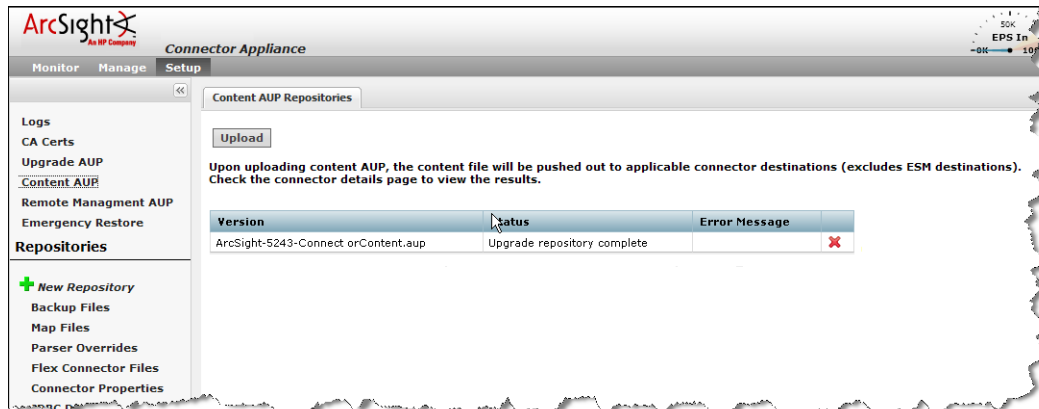 ArcSight
An HP Company
Connector Appliance
50K
EPS In
Monitor Manage Setup
Content AUP Repositories
Logs
CA Certs
Upgrade AUP
Content AUP
Remote Managment AUP
Emergency Restore
Repositories
New Repository
Backup Files
Map Files
Parser Overrides
Flex Connector Files
Connector Properties
Upload
Upon uploading content AUP, the content file will be pushed out to applicable connector destinations (excludes ESM destinations).
Check the connector details page to view the results.
Version Status Error Message
ArcSight-5243-Connect orContent.aup Upgrade repository complete